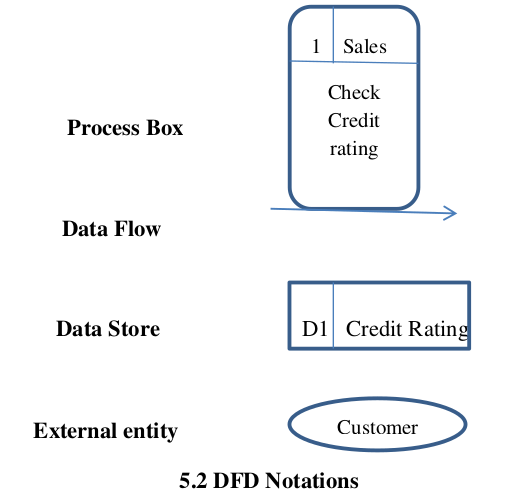 1 Sales
Check
Credit
rating
Process Box
Data Flow
Data Store
D1 Credit Rating
External entity
Customer
5.2 DFD Notations